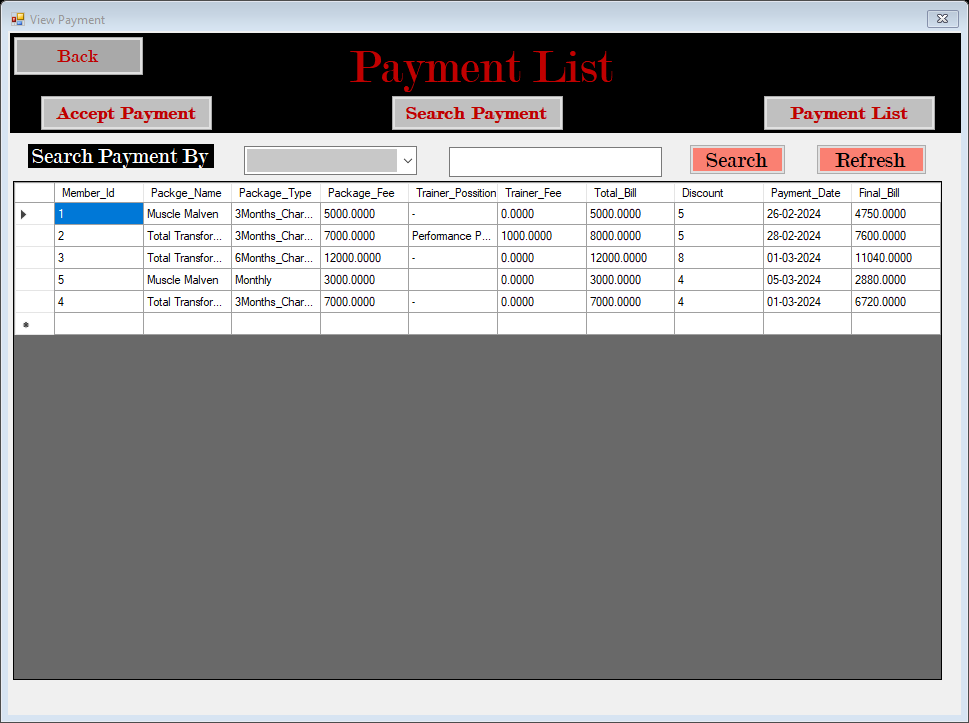 View Payment
Back
Payment List
Accept Payment Search Payment Payment List
Search Payment By Search Refresh
Member_Id Packge_Name Package_Type Package_Fee Trainer_Possition Trainer_Fee Total_Bill Discount Payment_Date Final_Bill
1 Muscle Malven 3Months_Char... 5000.0000 - 0.0000 5000.0000 5 26-02-2024 4750.0000
2 Total Transfor... 3Months_Char... 7000.0000 Performance P... 1000.0000 8000.0000 5 28-02-2024 7600.0000
3 Total Transfor... 6Months_Char... 12000.0000 - 0.0000 12000.0000 8 01-03-2024 11040.0000
5 Muscle Malven Monthly 3000.0000 - 0.0000 3000.0000 4 05-03-2024 2880.0000
4 Total Transfor... 3Months_Char... 7000.0000 - 0.0000 7000.0000 4 01-03-2024 6720.0000